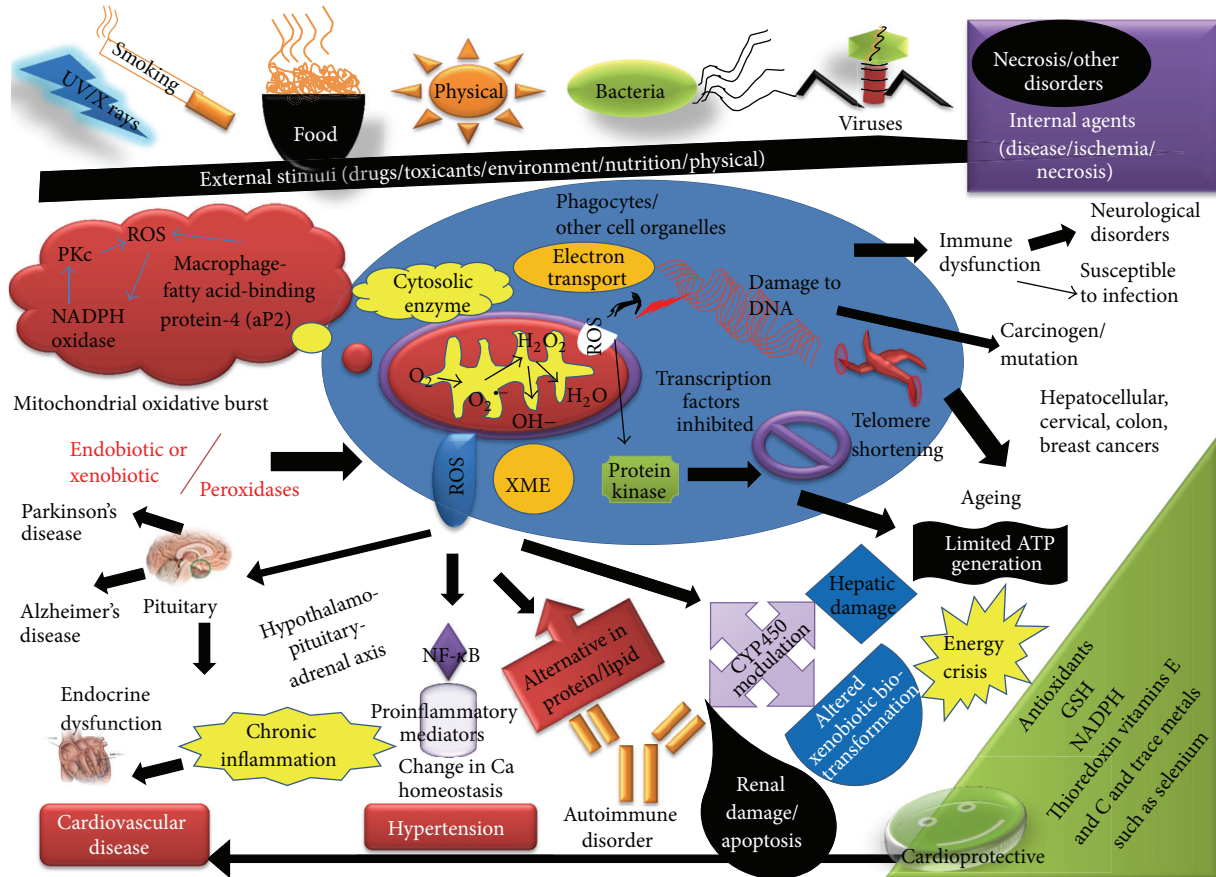 Smoking
UV/X rays
Food
Physical
Bacteria
Viruses
Necrosis/other
disorders
Internal agents
(disease/ischemia/
necrosis)
External stimuli (drugs/toxicants/environment/nutrition/physical)
ROS
PKc
Macrophage-
fatty acid-binding
protein-4 (aP2)
NADPH
oxidase
Mitochondrial oxidative burst
Phagocytes/
other cell organelles
Electron
transport
Cytosolic
enzyme
Damage to
DNA
ROS
H2O2
O2
O2•−
H2O
OH−
Transcription
factors
inhibited
Telomere
shortening
Protein
kinase
ROS
XME
Immune
dysfunction
Neurological
disorders
Susceptible
to infection
Carcinogen/
mutation
Hepatocellular,
cervical, colon,
breast cancers
Endobiotic or
xenobiotic
Peroxidases
Parkinson's
disease
Alzheimer's
disease
Pituitary
Hypothalamo-
pituitary-
adrenal axis
Endocrine
dysfunction
Chronic
inflammation
Cardiovascular
disease
NF-κB
Proinflammatory
mediators
Change in Ca
homeostasis
Hypertension
Alternative in
protein/lipid
Autoimmune
disorder
CYP450
modulation
Hepatic
damage
Altered
xenobiotic bio-
transformation
Renal
damage/
apoptosis
Ageing
Limited ATP
generation
Energy
crisis
Antioxidants
GSH
NADPH
Thioredoxin vitamins E
and C and trace metals
such as selenium
Cardioprotective